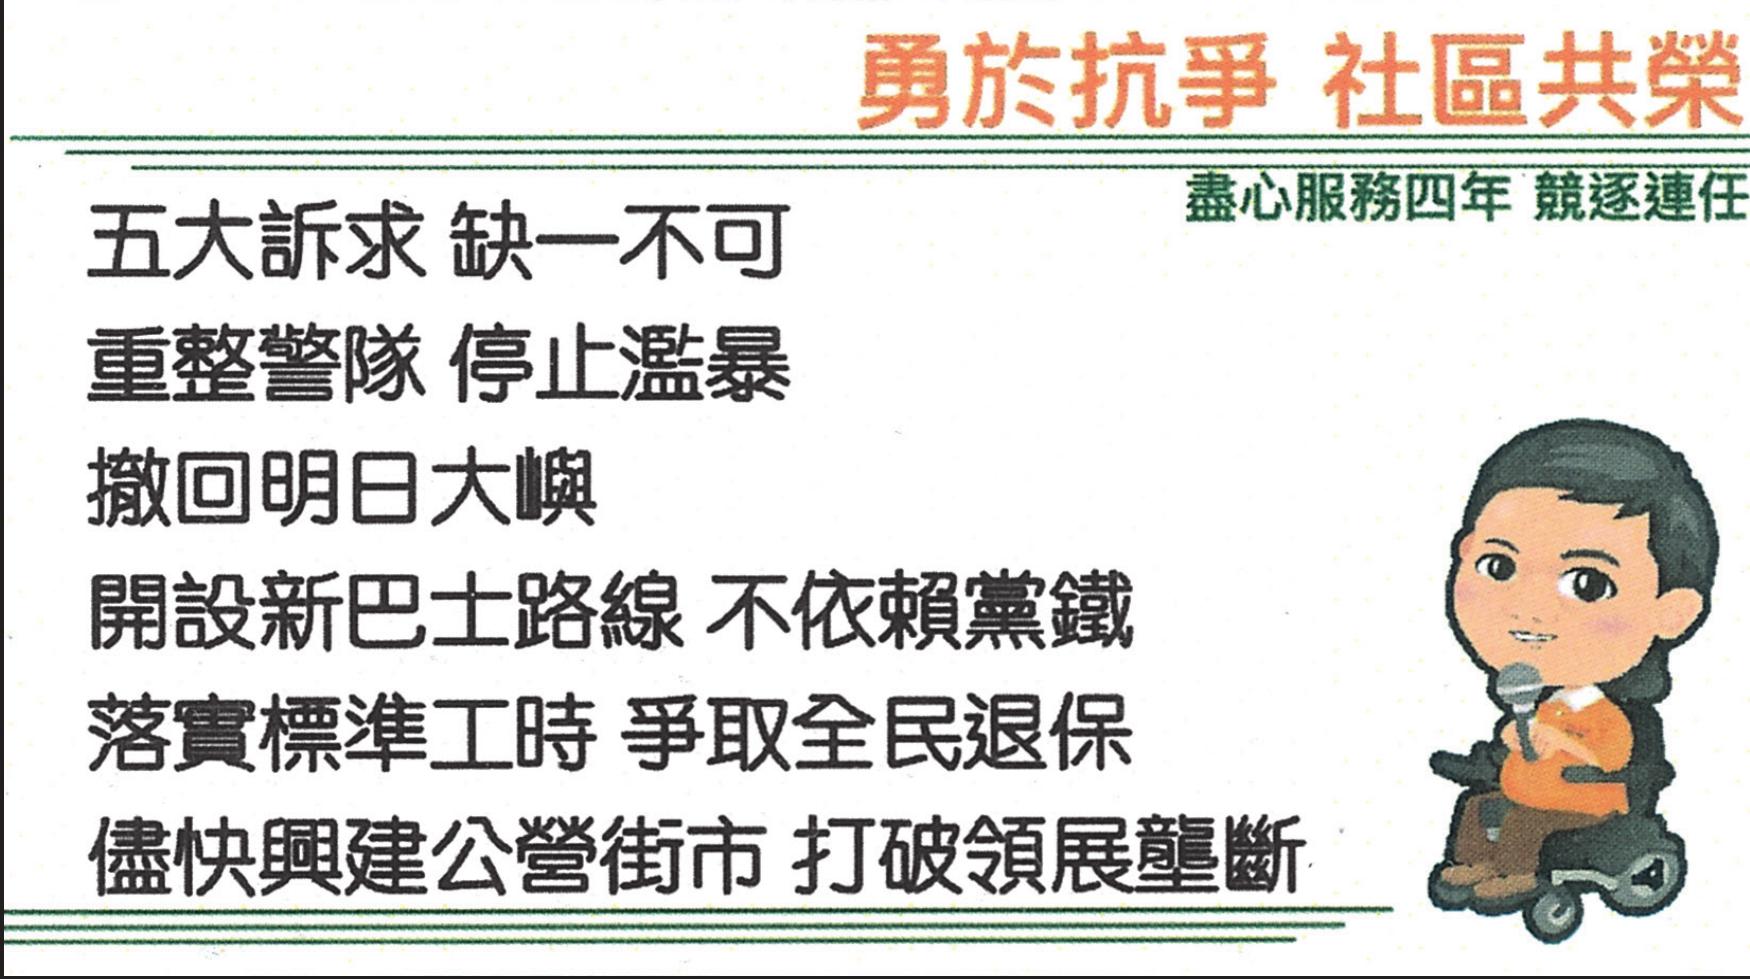 勇於抗爭 社區共榮
盡心服務四年 競逐連任
五大訴求 缺一不可
重整警隊 停止濫暴
撤回明日大嶼
開設新巴士路線 不依賴黨鐵
落實標準工時 爭取全民退保
儘快興建公營街市 打破領展壟斷